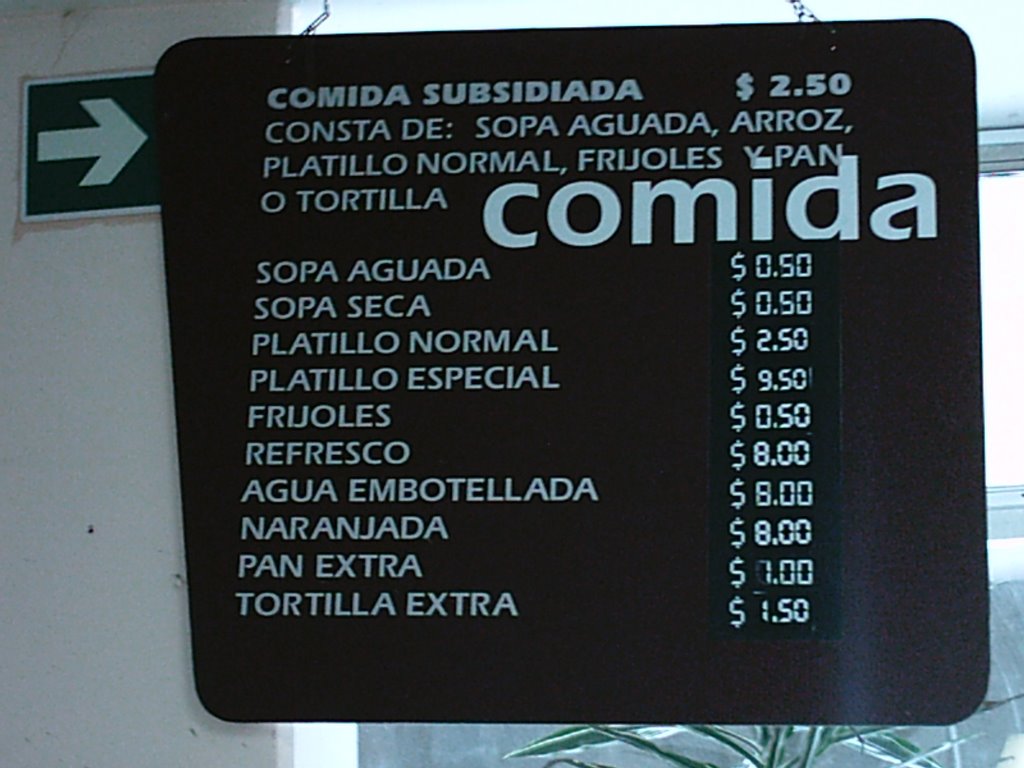 COMIDA SUBSIDIADA $ 2.50
CONSTA DE: SOPA AGUADA, ARROZ,
PLATILLO NORMAL, FRIJOLES Y PAN
O TORTILLA
comida
SOPA AGUADA $ 0.50
SOPA SECA $ 0.50
PLATILLO NORMAL $ 2.50
PLATILLO ESPECIAL $ 9.50
FRIJOLES $ 0.50
REFRESCO $ 8.00
AGUA EMBOTELLADA $ 8.00
NARANJADA $ 8.00
PAN EXTRA $ 1.00
TORTILLA EXTRA $ 1.50